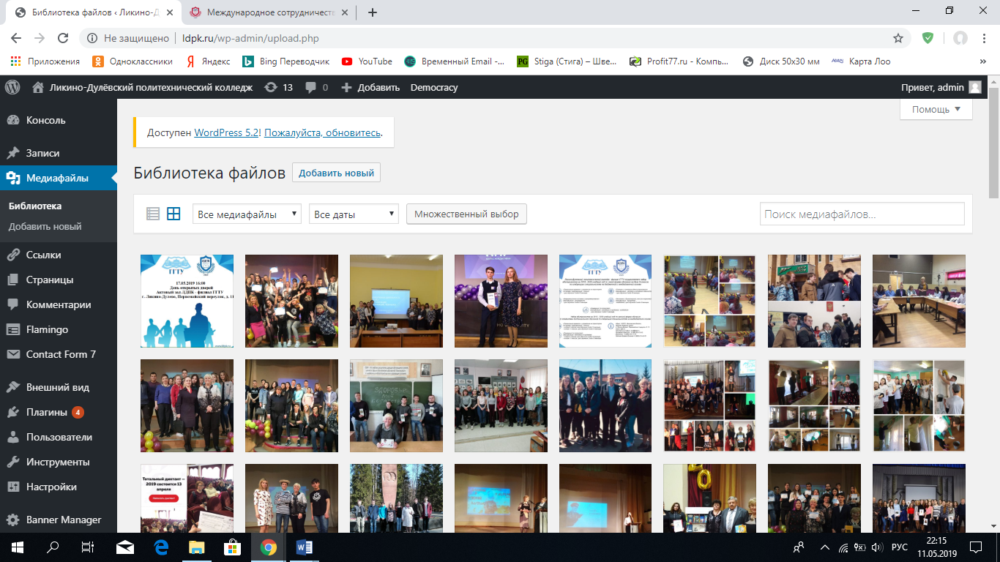 Библиотека файлов ‹ Ликино-Д
Международное сотрудничеств
Не защищено
ldpk.ru/wp-admin/upload.php
Приложения
Одноклассники
Яндекс
Bing Переводчик
YouTube
Временный Email -...
Stiga (Стига) – Шве...
Profit77.ru - Компь...
Диск 50x30 мм
Карта Лоо
»
Ликино-Дулёвский политехнический колледж
13
0
Добавить
Democracy
Привет, admin
Помощь
Консоль
Записи
Медиафайлы
Библиотека
Добавить новый
Ссылки
Страницы
Комментарии
Flamingo
Contact Form 7
Внешний вид
Плагины 4
Пользователи
Инструменты
Настройки
Banner Manager
Доступен WordPress 5.2! Пожалуйста, обновитесь.
Библиотека файлов
Добавить новый
Все медиафайлы
Все даты
Множественный выбор
Поиск медиафайлов...
ГГТУ
17.05.2019 16:00
День открытых дверей
Актовый зал ЛДПК - филиал ГГТУ
г. Ликино-Дулево, Первомайский переулок, д. 11
ГГТУ
Тотальный диктант —
2019 состоится 13
апреля
РУС
22:15
11.05.2019